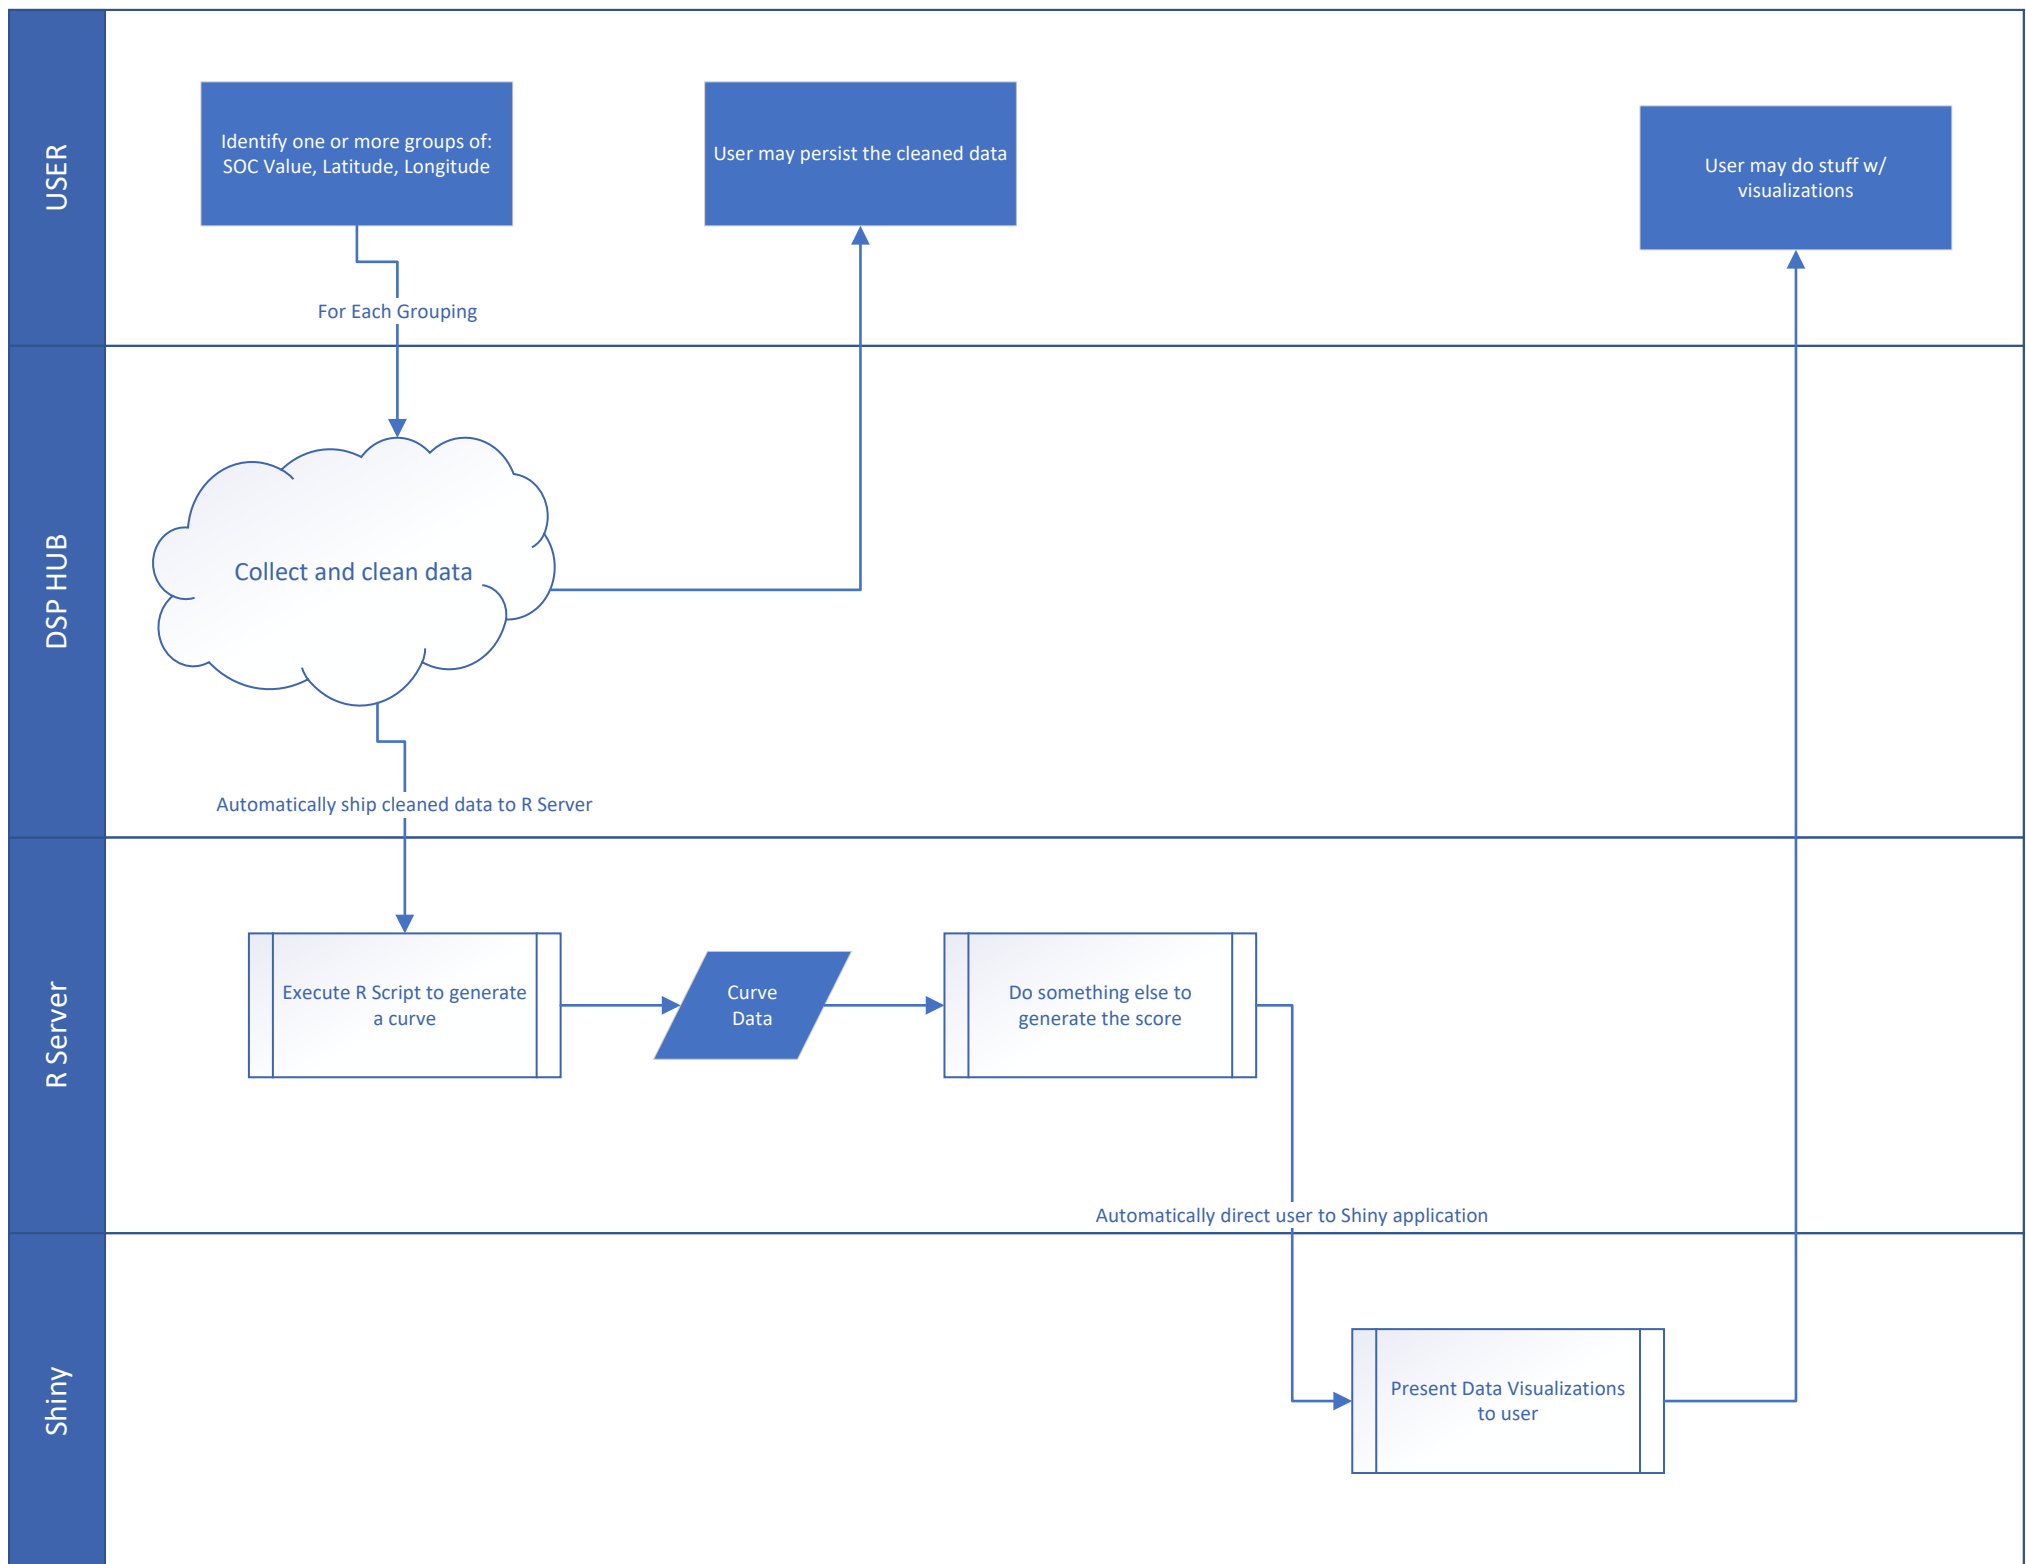 USER
Identify one or more groups of:
SOC Value, Latitude, Longitude
User may persist the cleaned data
User may do stuff w/
visualizations
For Each Grouping
DSP HUB
Collect and clean data
Automatically ship cleaned data to R Server
R Server
Execute R Script to generate
a curve
Curve
Data
Do something else to
generate the score
Automatically direct user to Shiny application
Shiny
Present Data Visualizations
to user